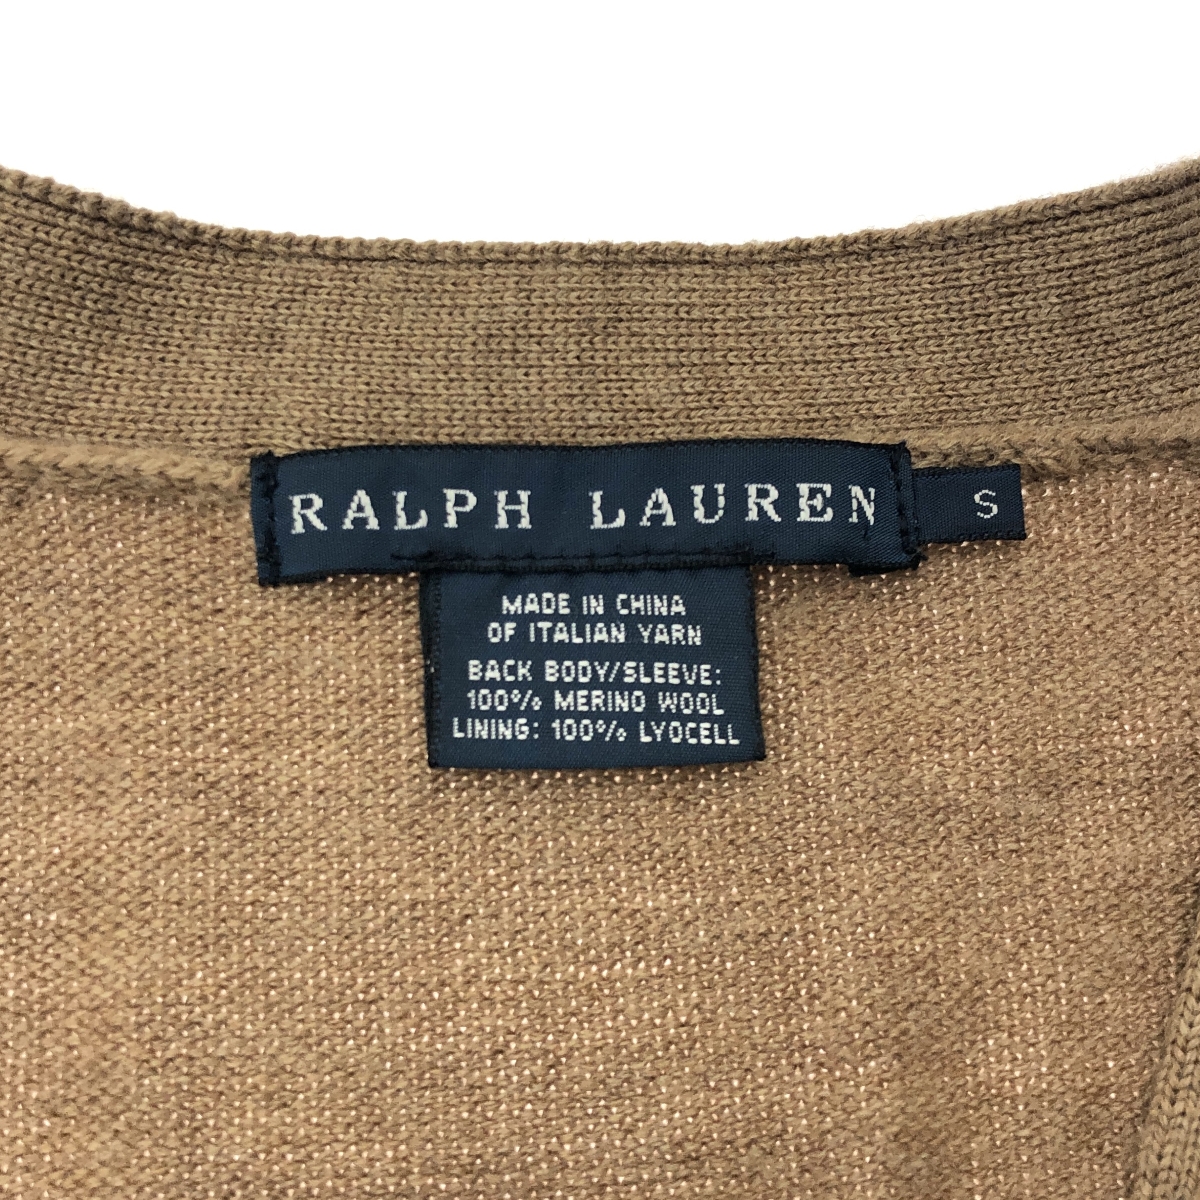 RALPH LAUREN
S
MADE IN CHINA
OF ITALIAN YARN
BACK BODY/SLEEVE:
100% MERINO WOOL
LINING: 100% LYOCELL